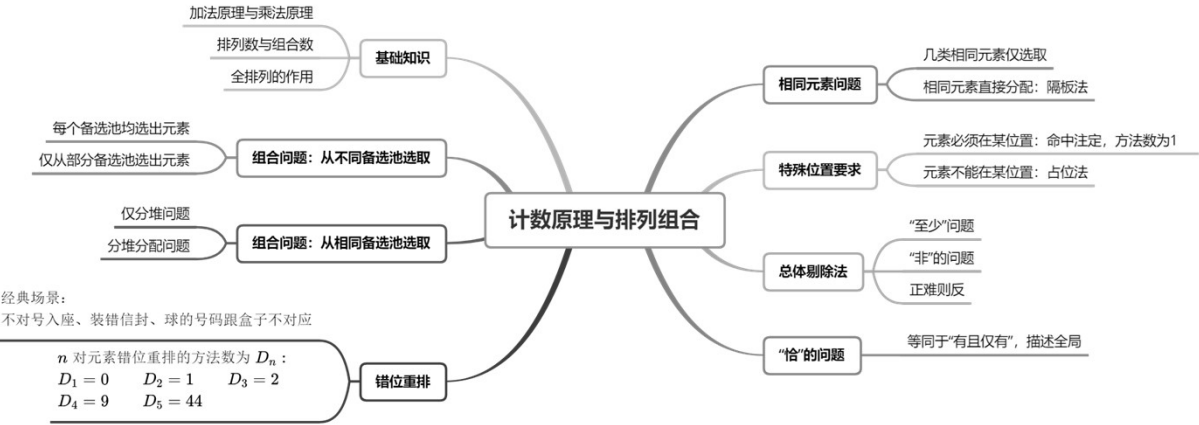 计数原理与排列组合
基础知识
加法原理与乘法原理
排列数与组合数
全排列的作用
组合问题：从不同备选池选取
每个备选池均选出元素
仅从部分备选池选出元素
组合问题：从相同备选池选取
仅分堆问题
分堆分配问题
错位重排
经典场景：
不对号入座、装错信封、球的号码跟盒子不对应
n 对元素错位重排的方法数为 Dₙ：
D₁ = 0 D₂ = 1 D₃ = 2
D₄ = 9 D₅ = 44
相同元素问题
几类相同元素仅选取
相同元素直接分配：隔板法
特殊位置要求
元素必须在某位置：命中注定，方法数为1
元素不能在某位置：占位法
总体剔除法
“至少”问题
“非”的问题
正难则反
“恰”的问题
等同于“有且仅有”，描述全局